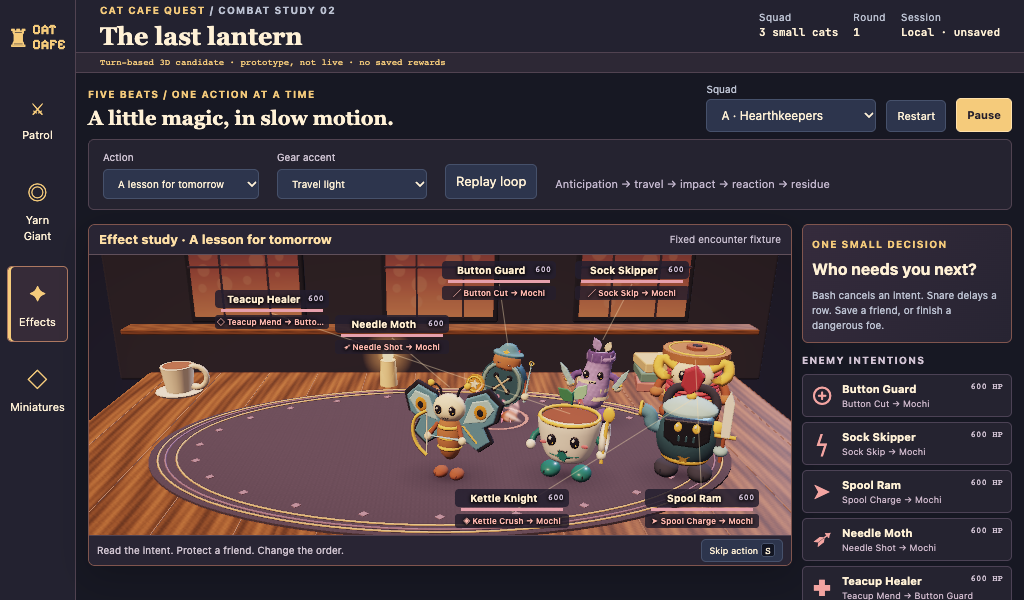 OAT
CAFE
CAT CAFE QUEST / COMBAT STUDY 02
The last lantern
Squad
3 small cats
Round
1
Session
Local · unsaved
Turn-based 3D candidate · prototype, not live · no saved rewards
Patrol
Yarn
Giant
Effects
Miniatures
FIVE BEATS / ONE ACTION AT A TIME
A little magic, in slow motion.
Squad
A · Hearthkeepers
Restart
Pause
Action
A lesson for tomorrow
Gear accent
Travel light
Replay loop
Anticipation → travel → impact → reaction → residue
Effect study · A lesson for tomorrow
Fixed encounter fixture
Button Guard 600
Button Cut → Mochi
Sock Skipper 600
Sock Skip → Mochi
Teacup Healer 600
Teacup Mend → Butto...
Needle Moth 600
Needle Shot → Mochi
Kettle Knight 600
Kettle Crush → Mochi
Spool Ram 600
Spool Charge → Mochi
Read the intent. Protect a friend. Change the order.
Skip action S
ONE SMALL DECISION
Who needs you next?
Bash cancels an intent. Snare delays a
row. Save a friend, or finish a
dangerous foe.
ENEMY INTENTIONS
Button Guard 600 HP
Button Cut → Mochi
Sock Skipper 600 HP
Sock Skip → Mochi
Spool Ram 600 HP
Spool Charge → Mochi
Needle Moth 600 HP
Needle Shot → Mochi
Teacup Healer 600 HP
Teacup Mend → Button Guard